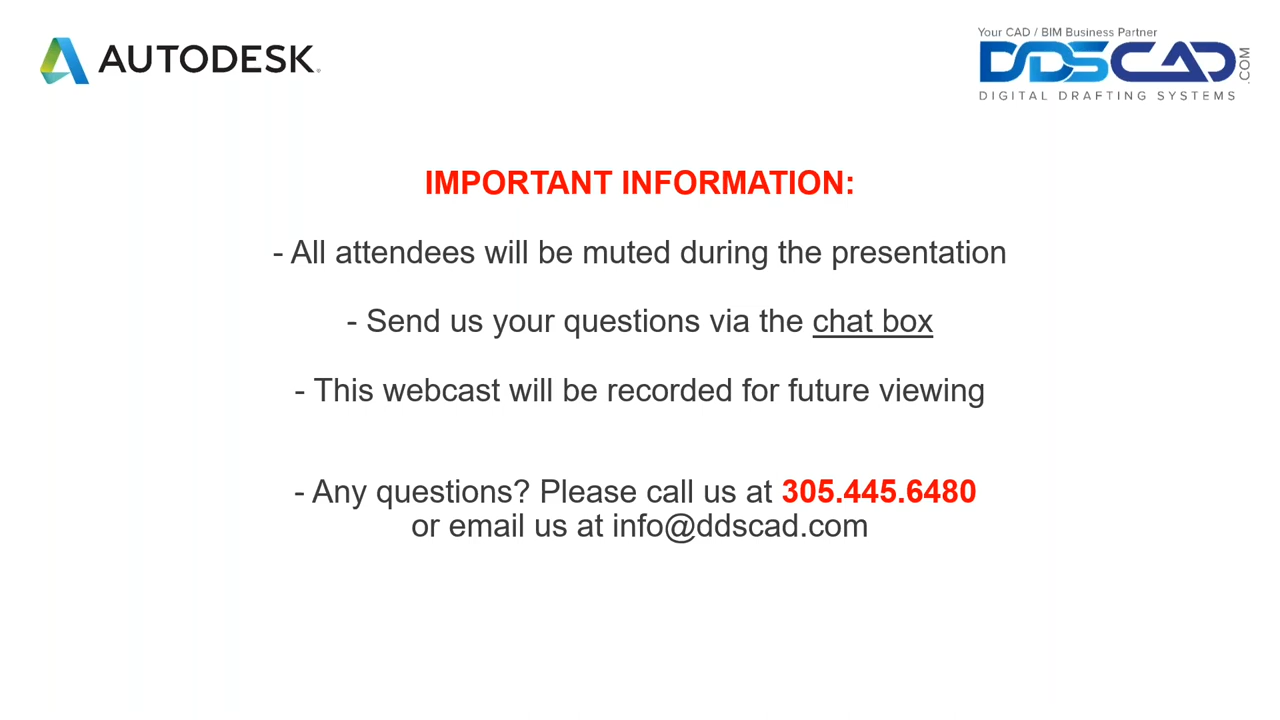 AUTODESK.
Your CAD / BIM Business Partner
DDSCAD
.COM
DIGITAL DRAFTING SYSTEMS
IMPORTANT INFORMATION:
- All attendees will be muted during the presentation
- Send us your questions via the chat box
- This webcast will be recorded for future viewing
- Any questions? Please call us at 305.445.6480
or email us at info@ddscad.com